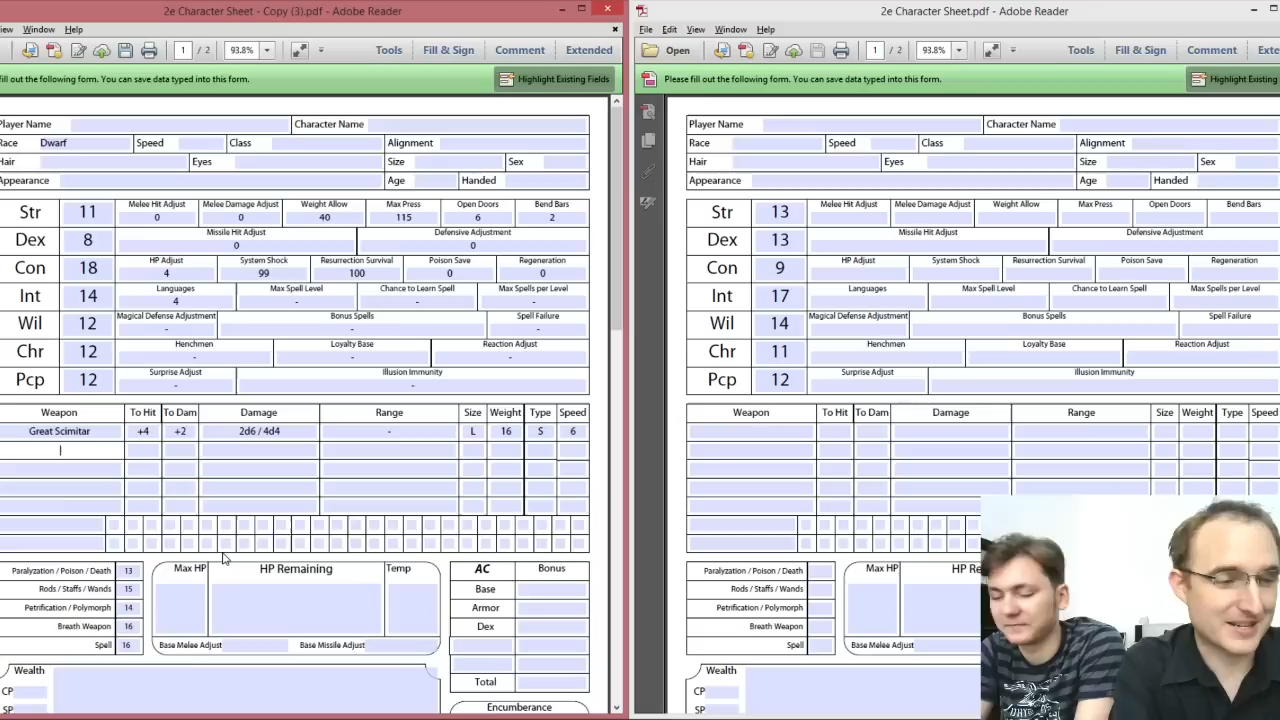 2e Character Sheet - Copy (3).pdf - Adobe Reader
2e Character Sheet.pdf - Adobe Reader
View Window Help
File Edit View Window Help
1 / 2 93.8% Tools Fill & Sign Comment Extended
Open 1 / 2 93.8% Tools Fill & Sign Comment Exte
fill out the following form. You can save data typed into this form. Highlight Existing Fields
Please fill out the following form. You can save data typed into this form. Highlight Existing
Player Name Character Name
Race Dwarf Speed Class Alignment
Hair Eyes Size Sex
Appearance Age Handed
Melee Hit Adjust Melee Damage Adjust Weight Allow Max Press Open Doors Bend Bars
Str 11 0 0 40 115 6 2
Missile Hit Adjust Defensive Adjustment
Dex 8 0 0
HP Adjust System Shock Resurrection Survival Poison Save Regeneration
Con 18 4 99 100 0 0
Languages Max Spell Level Chance to Learn Spell Max Spells per Level
Int 14 4 - - -
Magical Defense Adjustment Bonus Spells Spell Failure
Wil 12 - - -
Henchmen Loyalty Base Reaction Adjust
Chr 12 - - -
Surprise Adjust Illusion Immunity
Pcp 12 - -
Weapon To Hit To Dam Damage Range Size Weight Type Speed
Great Scimitar +4 +2 2d6 / 4d4 - L 16 S 6
Paralyzation / Poison / Death 13 Max HP HP Remaining Temp AC Bonus
Rods / Staffs / Wands 15 Base
Petrification / Polymorph 14 Armor
Breath Weapon 16 Dex
Spell 16 Base Melee Adjust Base Missile Adjust
Wealth Total
CP
SP Encumberance
Player Name Character Name
Race Speed Class Alignment
Hair Eyes Size Sex
Appearance Age Handed
Melee Hit Adjust Melee Damage Adjust Weight Allow Max Press Open Doors Bend Bars
Str 13
Missile Hit Adjust Defensive Adjustment
Dex 13
HP Adjust System Shock Resurrection Survival Poison Save Regeneration
Con 9
Languages Max Spell Level Chance to Learn Spell Max Spells per Level
Int 17
Magical Defense Adjustment Bonus Spells Spell Failure
Wil 14
Henchmen Loyalty Base Reaction Adjust
Chr 11
Surprise Adjust Illusion Immunity
Pcp 12
Weapon To Hit To Dam Damage Range Size Weight Type Speed
Paralyzation / Poison / Death Max HP HP Re
Rods / Staffs / Wands
Petrification / Polymorph
Breath Weapon
Spell Base Melee Adjust
Wealth
CP
SP